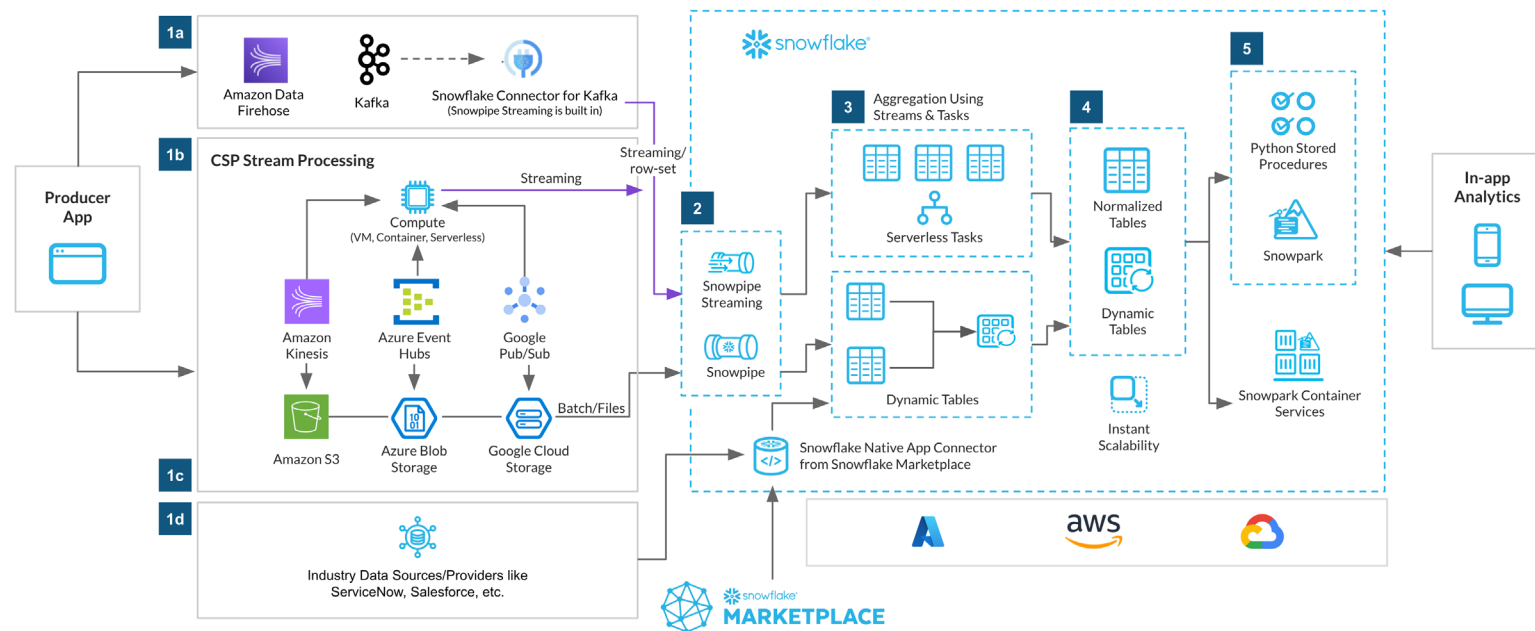 1a
Amazon Data
Firehose
Kafka
Snowflake Connector for Kafka
(Snowpipe Streaming is built in)
1b
CSP Stream Processing
Streaming
Streaming/
row-set
Compute
(VM, Container, Serverless)
Amazon
Kinesis
Azure Event
Hubs
Google
Pub/Sub
Amazon S3
10
01
Azure Blob
Storage
Google Cloud
Storage
Batch/Files
1c
1d
Industry Data Sources/Providers like
ServiceNow, Salesforce, etc.
Producer
App
snowflake®
2
Snowpipe
Streaming
Snowpipe
3
Aggregation Using
Streams & Tasks
Serverless Tasks
Dynamic Tables
</>
Snowflake Native App Connector
from Snowflake Marketplace
4
Normalized
Tables
Dynamic
Tables
Instant
Scalability
5
Python Stored
Procedures
Snowpark
Snowpark Container
Services
In-app
Analytics
aws
snowflake®
MARKETPLACE